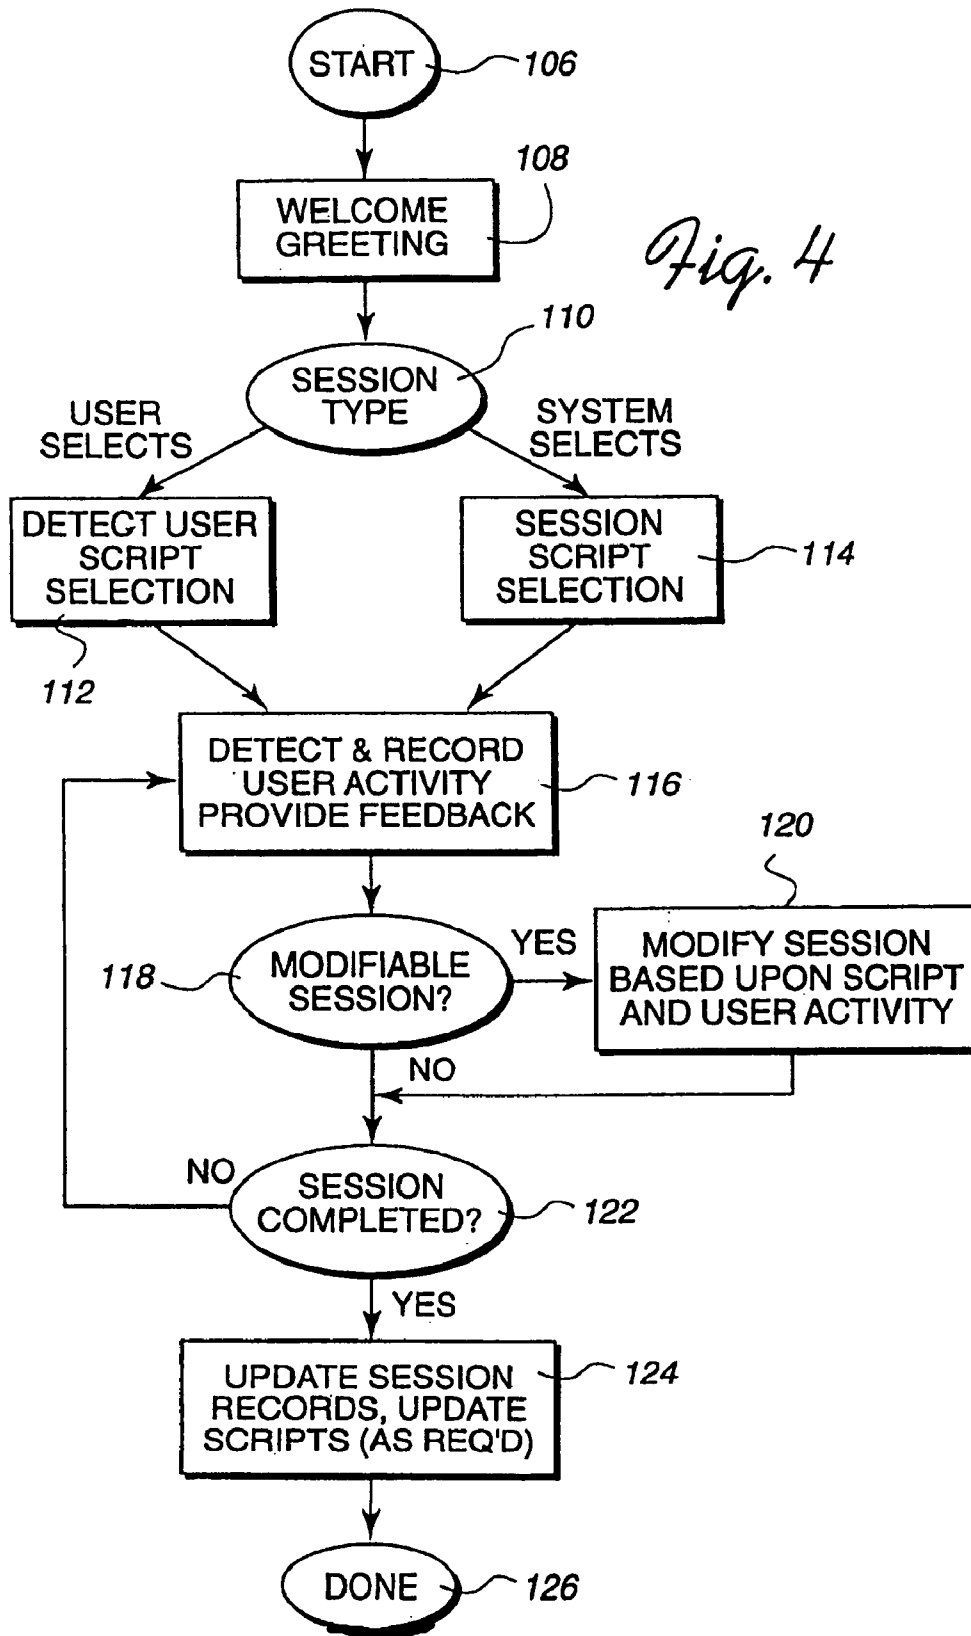 START
106
108
WELCOME
GREETING
Fig. 4
110
SESSION
TYPE
USER
SELECTS
SYSTEM
SELECTS
DETECT USER
SCRIPT
SELECTION
SESSION
SCRIPT
SELECTION
114
112
DETECT & RECORD
USER ACTIVITY
PROVIDE FEEDBACK
116
120
118
MODIFIABLE
SESSION?
YES
MODIFY SESSION
BASED UPON SCRIPT
AND USER ACTIVITY
NO
NO
SESSION
COMPLETED?
122
YES
UPDATE SESSION
RECORDS, UPDATE
SCRIPTS (AS REQ'D)
124
DONE
126